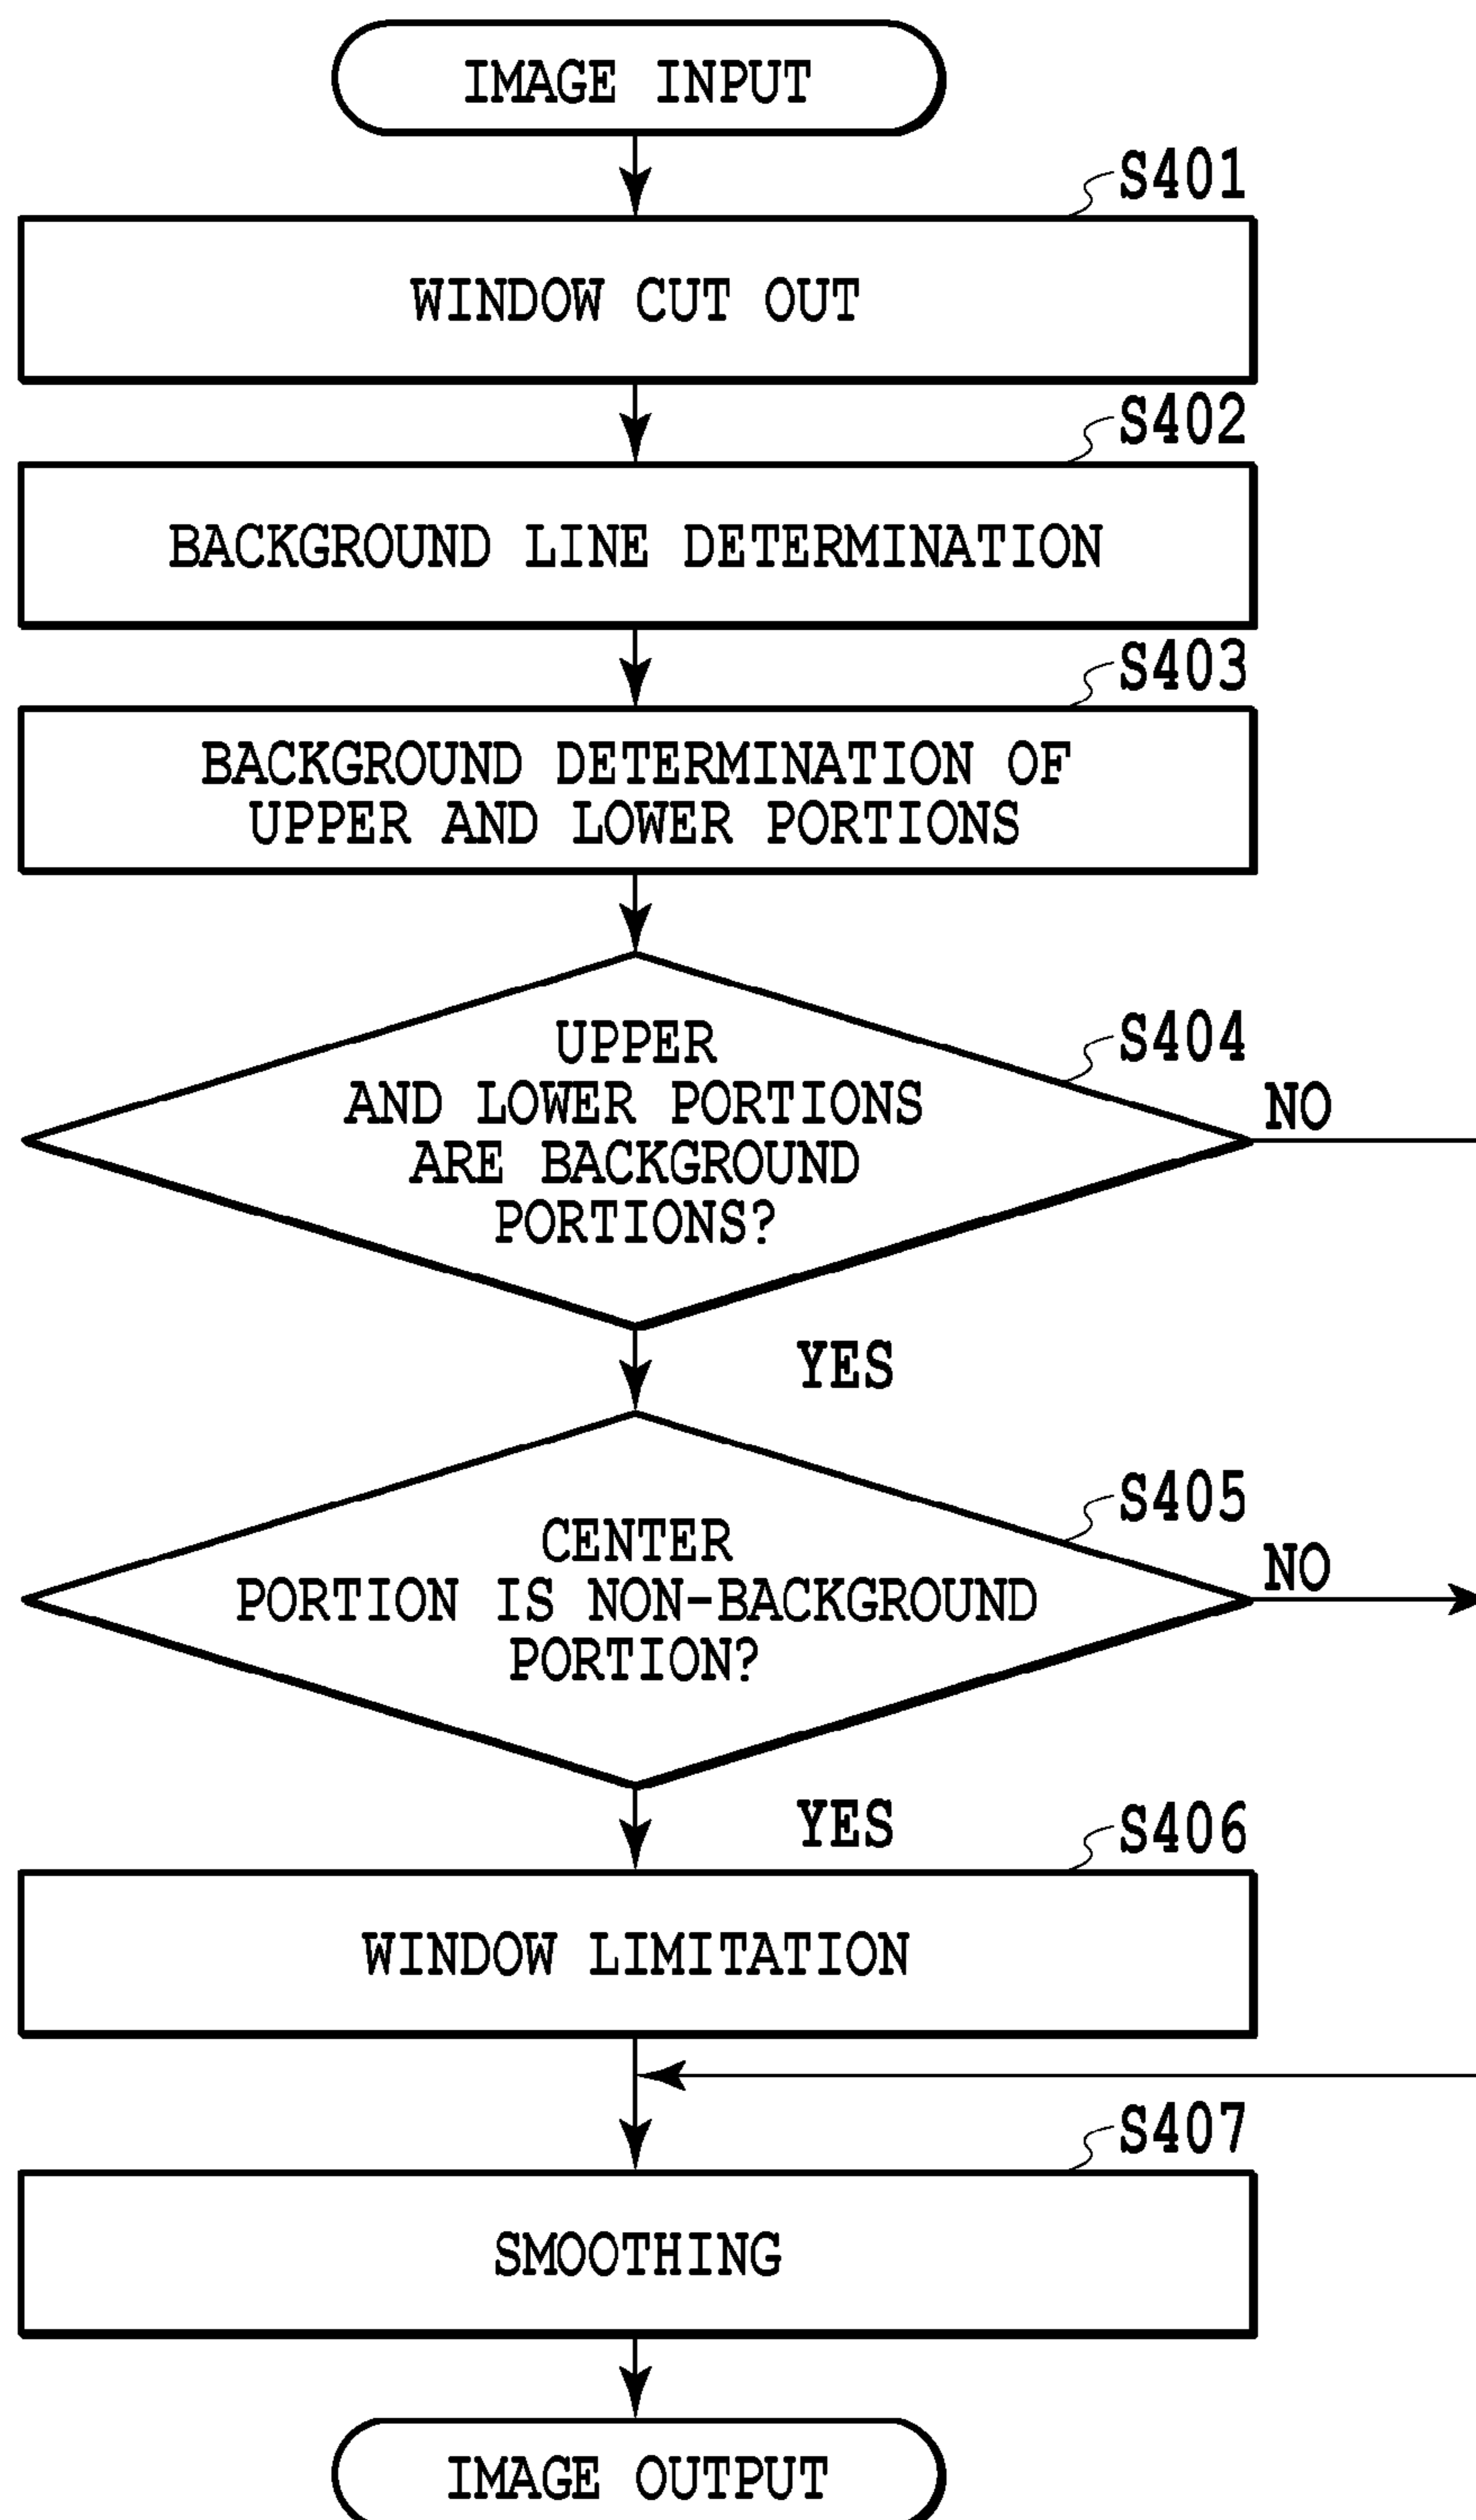 IMAGE INPUT
S401
WINDOW CUT OUT
S402
BACKGROUND LINE DETERMINATION
S403
BACKGROUND DETERMINATION OF
UPPER AND LOWER PORTIONS
S404
UPPER
AND LOWER PORTIONS
ARE BACKGROUND
PORTIONS?
NO
YES
S405
CENTER
PORTION IS NON-BACKGROUND
PORTION?
NO
YES
S406
WINDOW LIMITATION
S407
SMOOTHING
IMAGE OUTPUT